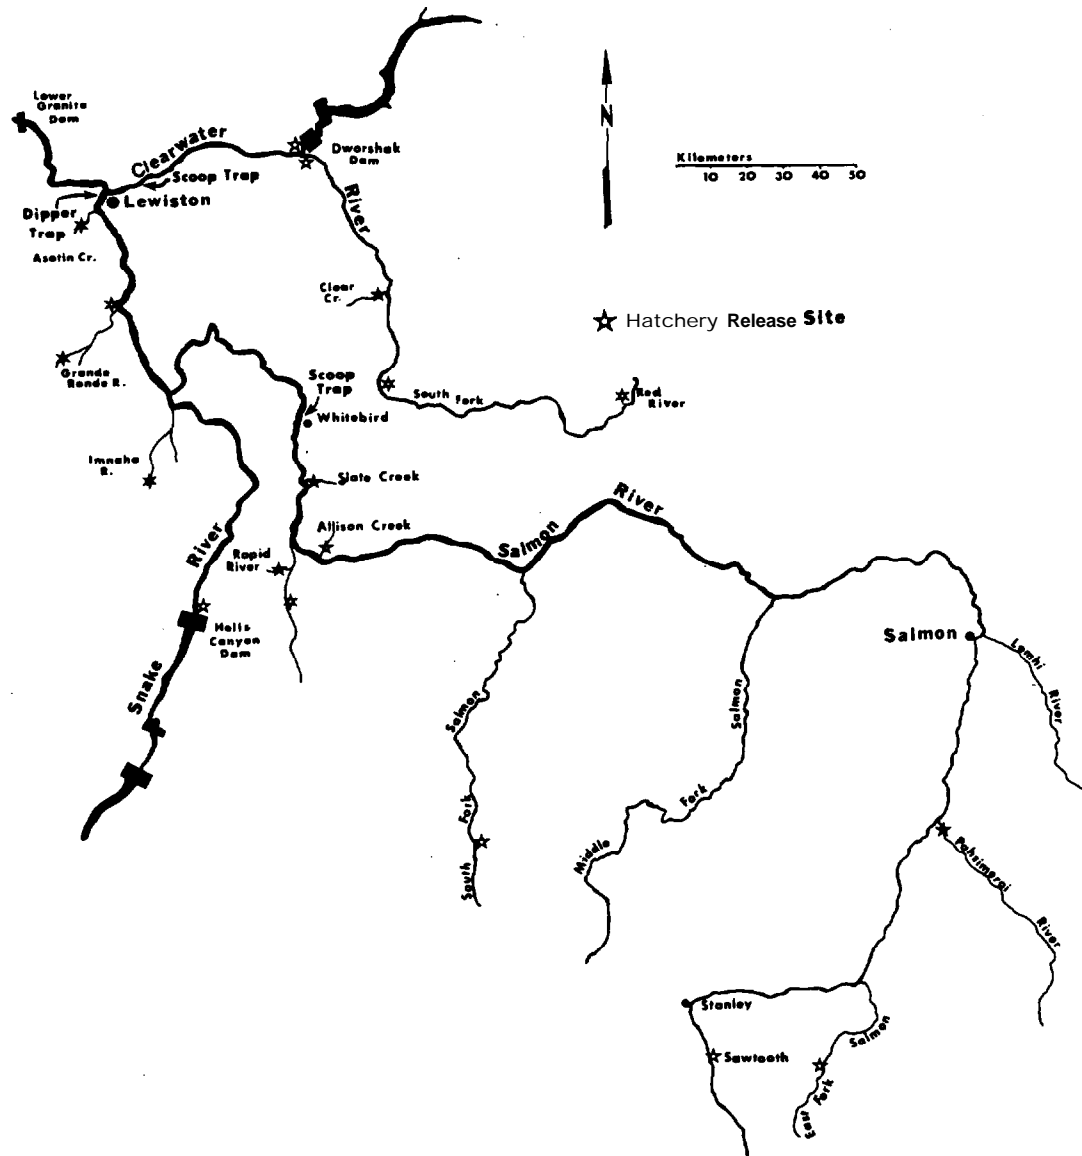 Lower
Granite
Dam
Clearwater
Dworshak
Dam
N
Kilometers
10 20 30 40 50
Scoop Trap
Lewiston
Dipper
Trap
Asotin Cr.
River
Clear
Cr.
Hatchery Release Site
Grande
Ronde R.
Scoop
Trap
Whitebird
South Fork
Red
River
Imnaha
R.
Slate Creek
River
Allison Creek
Rapid
River
Salmon
River
Hells
Canyon
Dam
Snake
Salmon
Lemhi
River
Salmon
Fork
South
Salmon
Fork
Middle
Pahsimeroi
River
Stanley
Sawtooth
Salmon
Fork
East